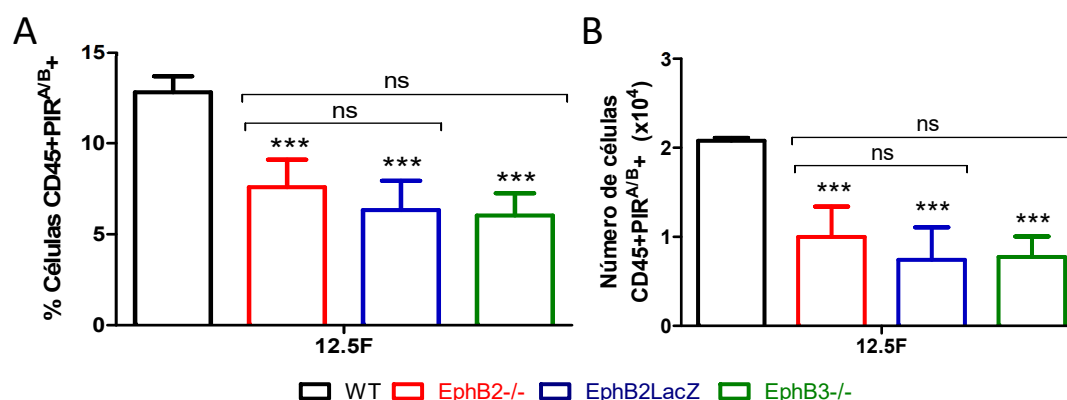 A
% Células CD45+PIR^A/B+
15
10
5
0
ns
ns
***
***
***
12.5F
B
Número de células
CD45+PIR^A/B+ (x10^4)
3
2
1
0
ns
ns
***
***
***
12.5F
WT EphB2-/- EphB2LacZ EphB3-/-